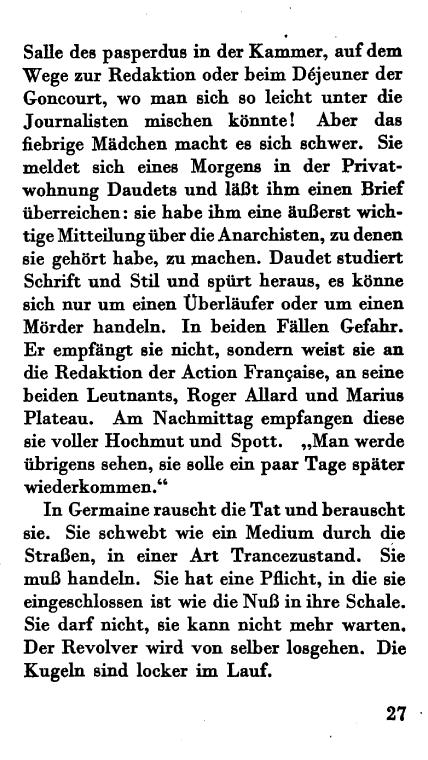 Salle des pasperdus in der Kammer, auf dem
Wege zur Redaktion oder beim Déjeuner der
Goncourt, wo man sich so leicht unter die
Journalisten mischen könnte! Aber das
fiebrige Mädchen macht es sich schwer. Sie
meldet sich eines Morgens in der Privat-
wohnung Daudets und läßt ihm einen Brief
überreichen: sie habe ihm eine äußerst wich-
tige Mitteilung über die Anarchisten, zu denen
sie gehört habe, zu machen. Daudet studiert
Schrift und Stil und spürt heraus, es könne
sich nur um einen Überläufer oder um einen
Mörder handeln. In beiden Fällen Gefahr.
Er empfängt sie nicht, sondern weist sie an
die Redaktion der Action Française, an seine
beiden Leutnants, Roger Allard und Marius
Plateau. Am Nachmittag empfangen diese
sie voller Hochmut und Spott. „Man werde
übrigens sehen, sie solle ein paar Tage später
wiederkommen.“
In Germaine rauscht die Tat und berauscht
sie. Sie schwebt wie ein Medium durch die
Straßen, in einer Art Trancezustand. Sie
muß handeln. Sie hat eine Pflicht, in die sie
eingeschlossen ist wie die Nuß in ihre Schale.
Sie darf nicht, sie kann nicht mehr warten.
Der Revolver wird von selber losgehen. Die
Kugeln sind locker im Lauf.
27